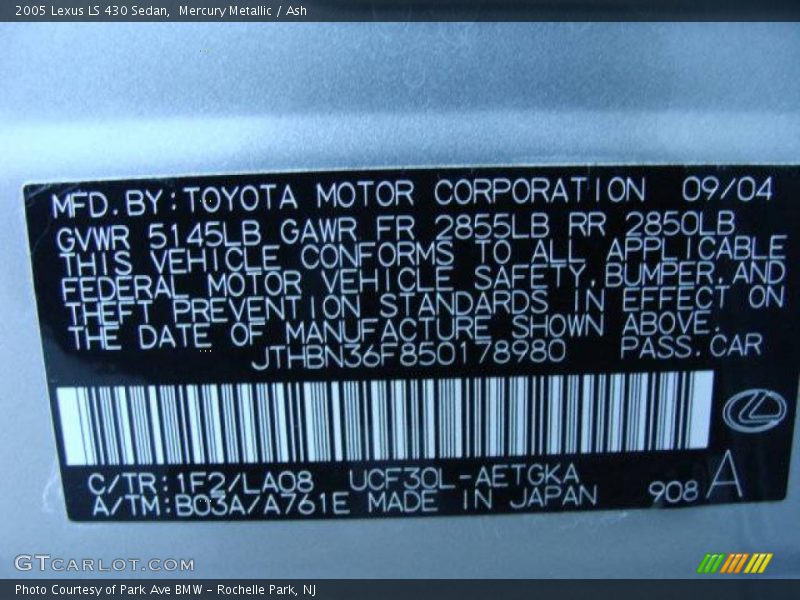 2005 Lexus LS 430 Sedan, Mercury Metallic / Ash
MFD. BY: TOYOTA MOTOR CORPORATION 09/04
GVWR 5145LB GAWR FR 2855LB RR 2850LB
THIS VEHICLE CONFORMS TO ALL APPLICABLE
FEDERAL MOTOR VEHICLE SAFETY, BUMPER, AND
THEFT PREVENTION STANDARDS IN EFFECT ON
THE DATE OF MANUFACTURE SHOWN ABOVE.
JTHBN36F850178980 PASS. CAR
C/TR: 1F2/LA08 UCF30L-AETGKA
A/TM: B03A/A761E MADE IN JAPAN 908 A
GTCARLOT.COM
Photo Courtesy of Park Ave BMW - Rochelle Park, NJ